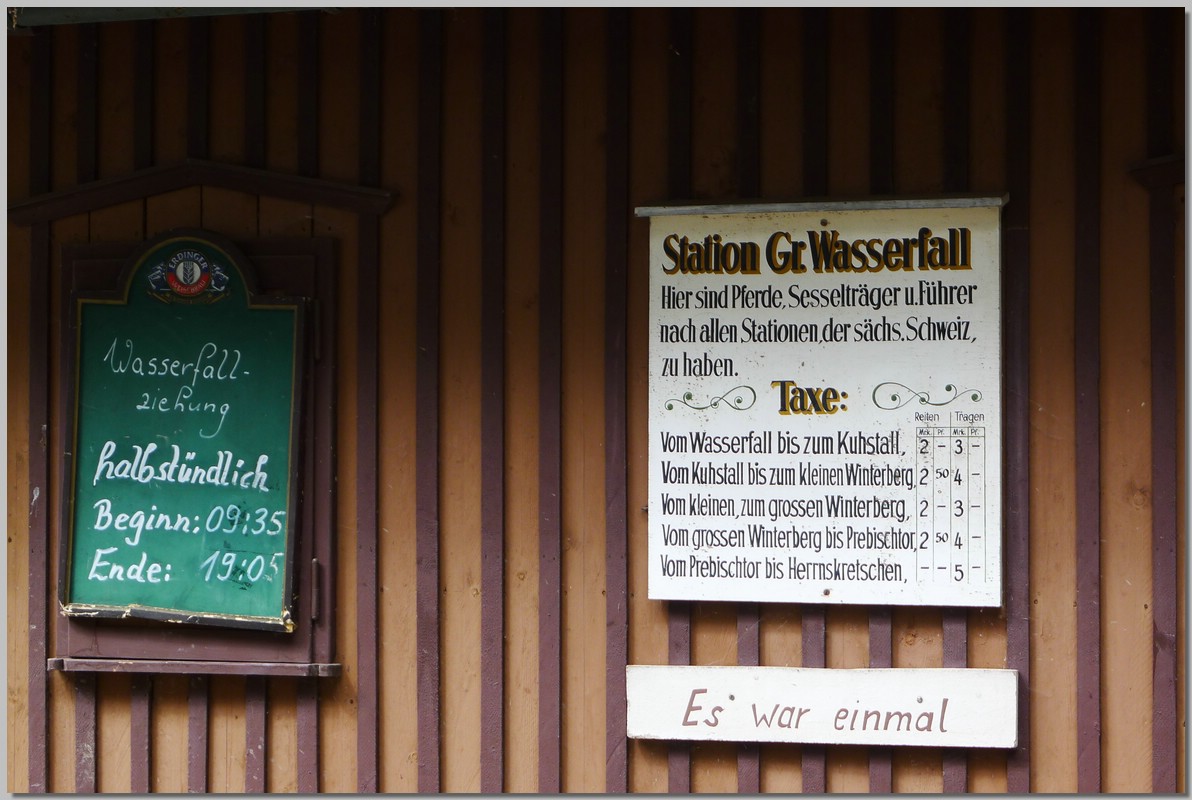 ERDINGER
Wasserfall-
ziehung
halbstündlich
Beginn: 09:35
Ende: 19:05
Station Gr. Wasserfall
Hier sind Pferde, Sesselträger u. Führer
nach allen Stationen, der sächs. Schweiz,
zu haben.
Taxe:
Reiten Tragen
Mrk. Pf. Mrk. Pf.
Vom Wasserfall bis zum Kuhstall, 2 – 3 –
Vom Kuhstall bis zum kleinen Winterberg, 2 50 4 –
Vom kleinen, zum grossen Winterberg, 2 – 3 –
Vom grossen Winterberg bis Prebischtor, 2 50 4 –
Vom Prebischtor bis Herrnskretschen, – – 5 –
Es war einmal